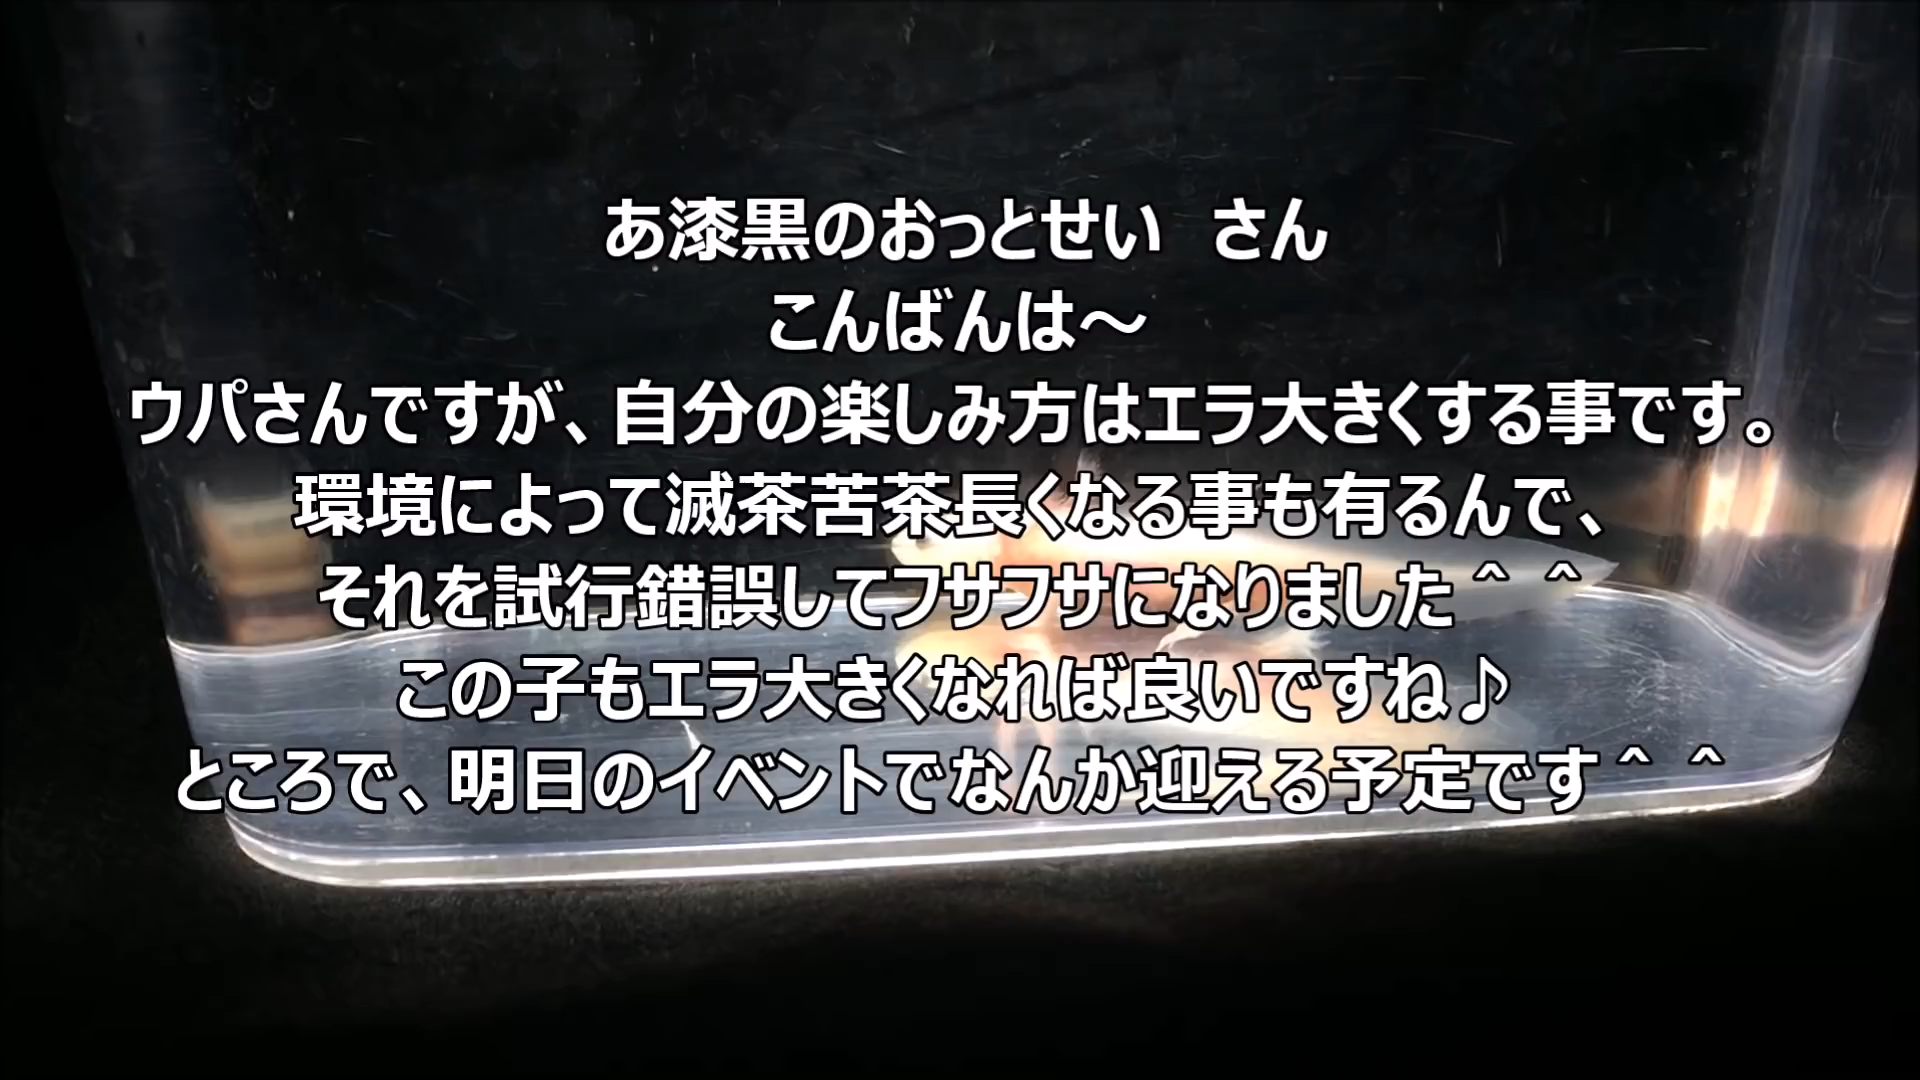 あ漆黒のおっとせい　さん
こんばんは～
ウパさんですが、自分の楽しみ方はエラ大きくする事です。
環境によって滅茶苦茶長くなる事も有るんで、
それを試行錯誤してフサフサになりました＾＾
この子もエラ大きくなれば良いですね♪
ところで、明日のイベントでなんか迎える予定です＾＾